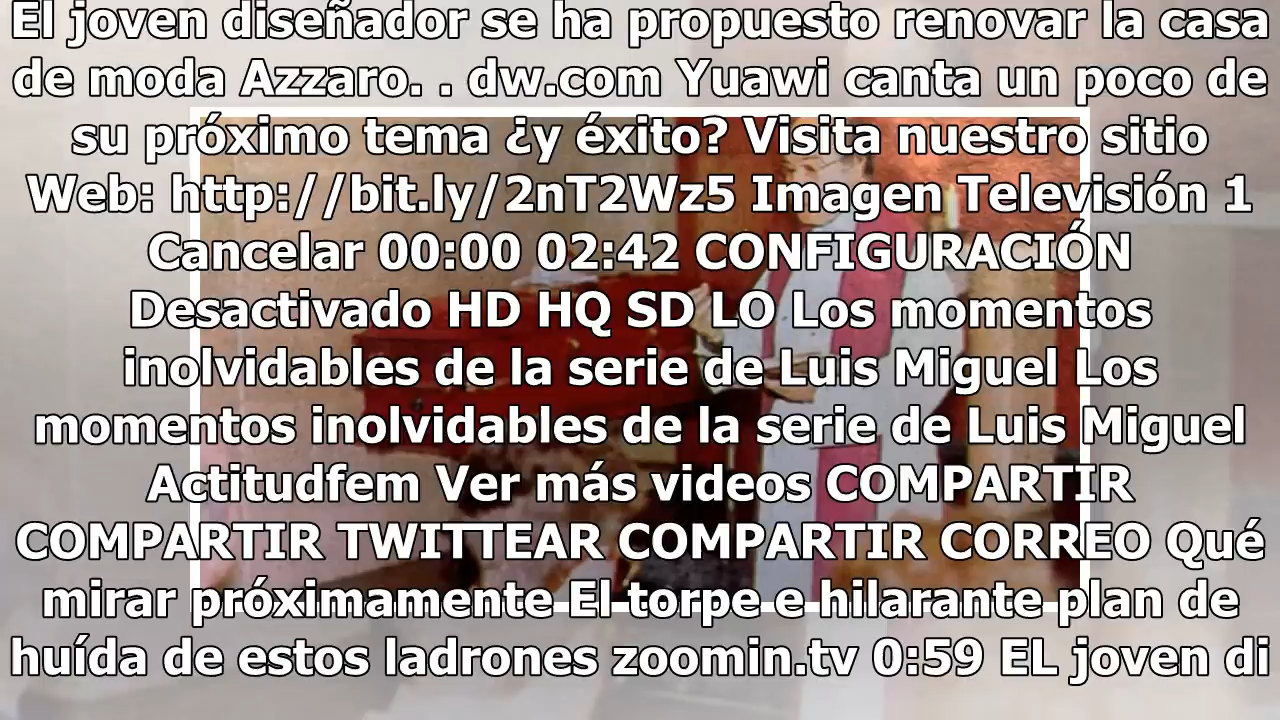 El joven diseñador se ha propuesto renovar la casa
de moda Azzaro. . dw.com Yuawi canta un poco de
su próximo tema ¿y éxito? Visita nuestro sitio
Web: http://bit.ly/2nT2Wz5 Imagen Televisión 1
Cancelar 00:00 02:42 CONFIGURACIÓN
Desactivado HD HQ SD LO Los momentos
inolvidables de la serie de Luis Miguel Los
momentos inolvidables de la serie de Luis Miguel
Actitudfem Ver más videos COMPARTIR
COMPARTIR TWITTEAR COMPARTIR CORREO Qué
mirar próximamente El torpe e hilarante plan de
huída de estos ladrones zoomin.tv 0:59 EL joven di